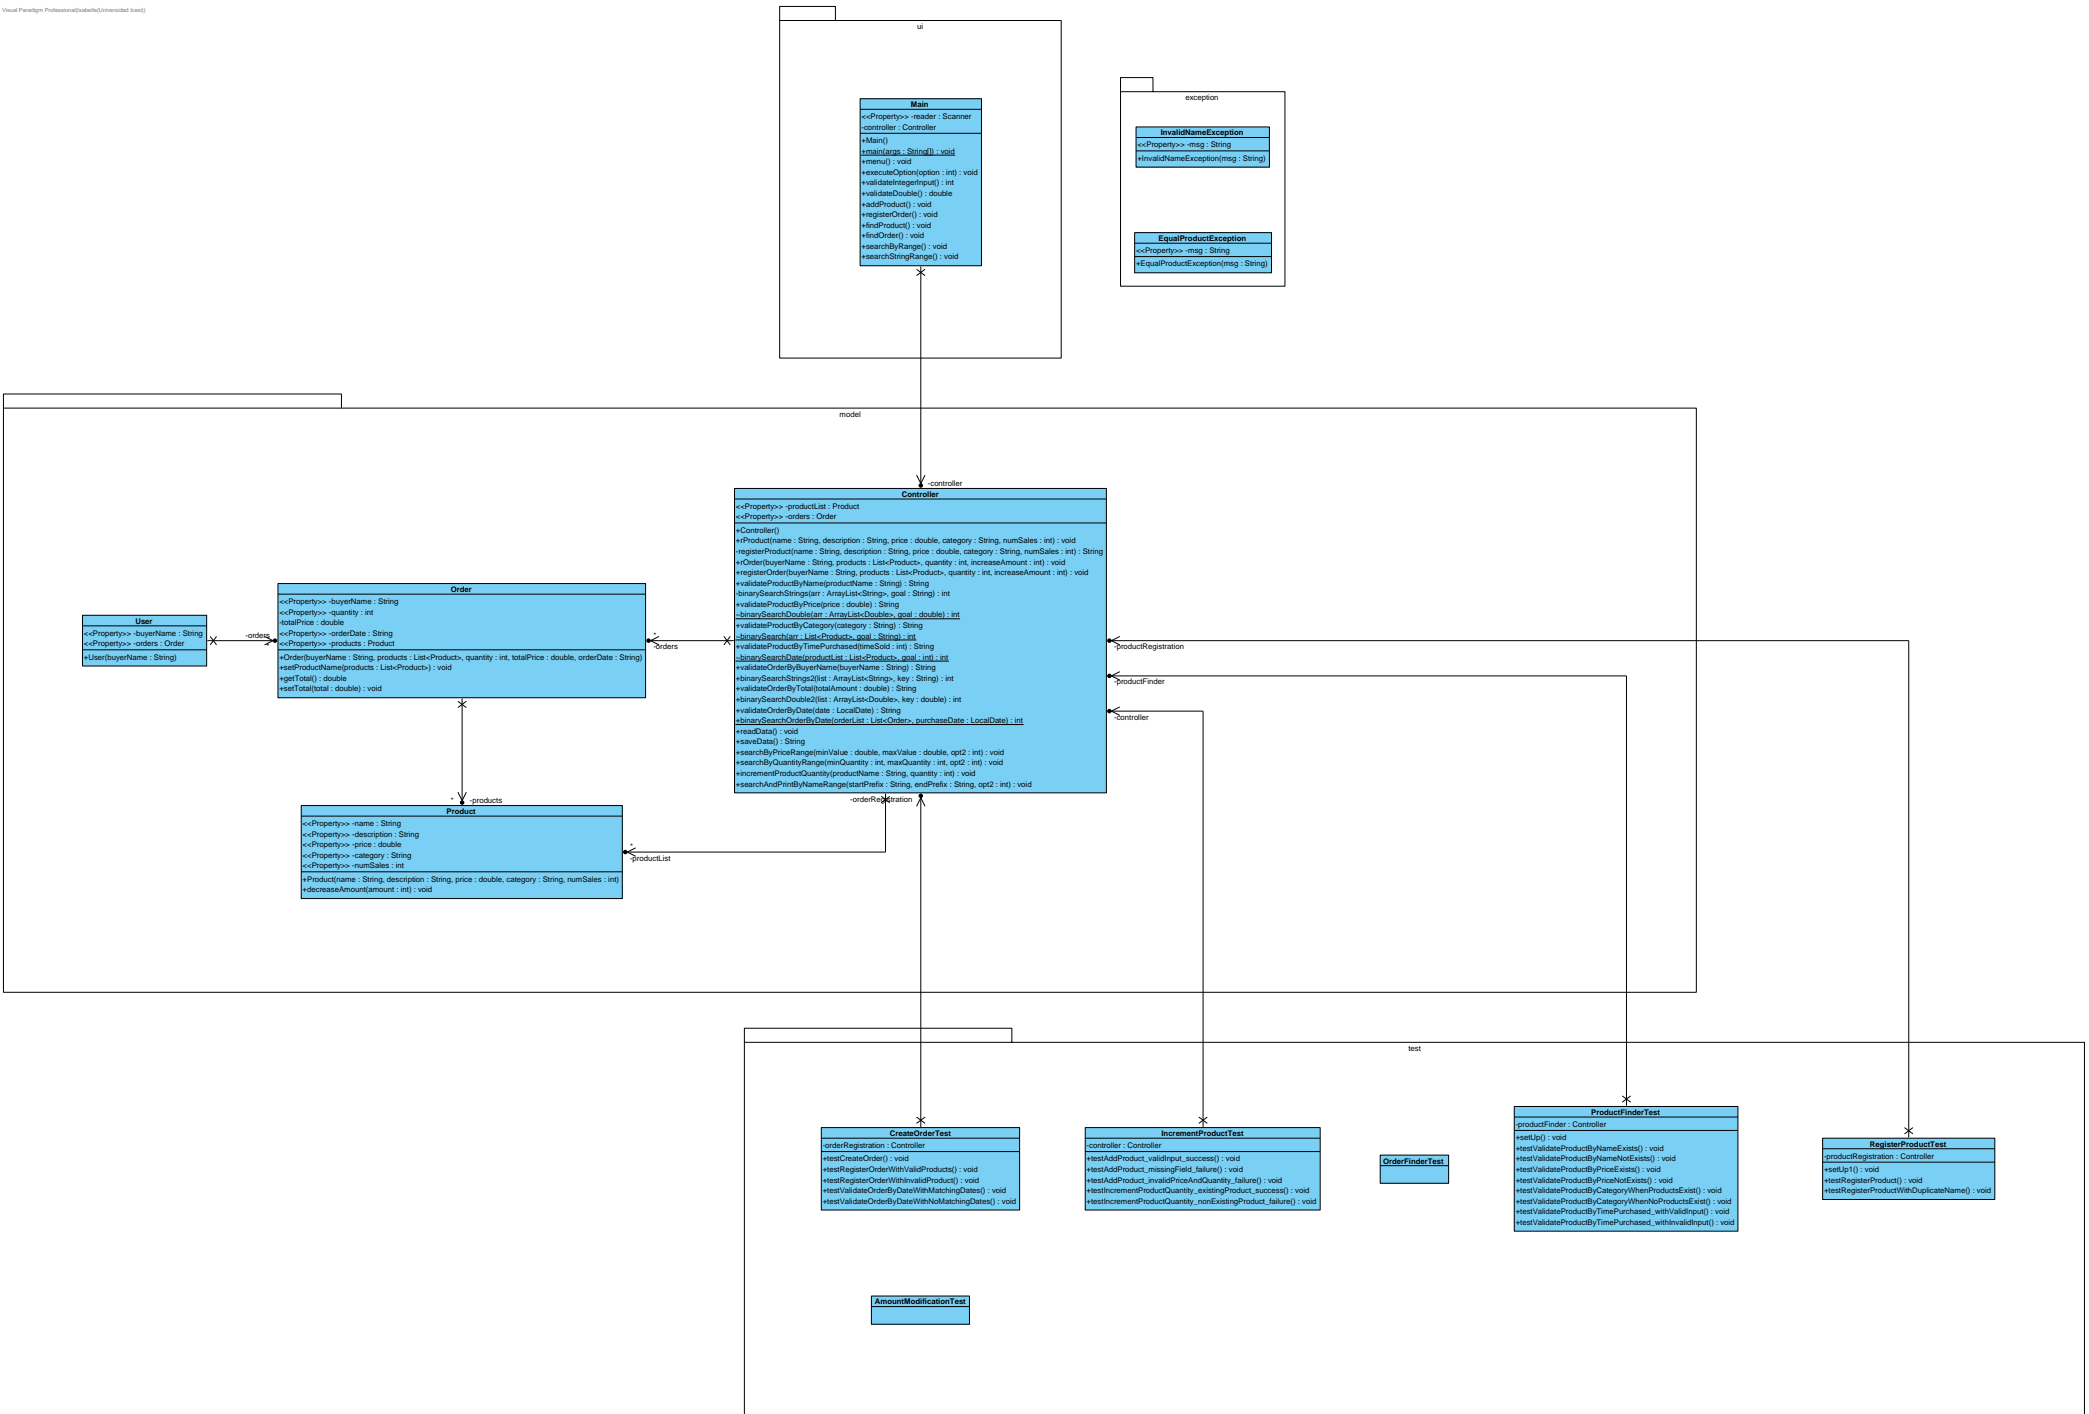 Visual Paradigm Professional(Isabella(Universidad Icesi))
ui
Main
<<Property>> -reader : Scanner
-controller : Controller
+Main()
+main(args : String[]) : void
+menu() : void
+executeOption(option : int) : void
+validateIntegerInput() : int
+validateDouble() : double
+addProduct() : void
+registerOrder() : void
+findProduct() : void
+findOrder() : void
+searchByRange() : void
+searchStringRange() : void
exception
InvalidNameException
<<Property>> -msg : String
+InvalidNameException(msg : String)
EqualProductException
<<Property>> -msg : String
+EqualProductException(msg : String)
model
-controller
Controller
<<Property>> -productList : Product
<<Property>> -orders : Order
+Controller()
+rProduct(name : String, description : String, price : double, category : String, numSales : int) : void
-registerProduct(name : String, description : String, price : double, category : String, numSales : int) : String
+rOrder(buyerName : String, products : List<Product>, quantity : int, increaseAmount : int) : void
+registerOrder(buyerName : String, products : List<Product>, quantity : int, increaseAmount : int) : void
+validateProductByName(productName : String) : String
-binarySearchStrings(arr : ArrayList<String>, goal : String) : int
+validateProductByPrice(price : double) : String
~binarySearchDouble(arr : ArrayList<Double>, goal : double) : int
+validateProductByCategory(category : String) : String
~binarySearch(arr : List<Product>, goal : String) : int
+validateProductByTimePurchased(timeSold : int) : String
~binarySearchDate(productList : List<Product>, goal : int) : int
+validateOrderByBuyerName(buyerName : String) : String
+binarySearchStrings2(list : ArrayList<String>, key : String) : int
+validateOrderByTotal(totalAmount : double) : String
+binarySearchDouble2(list : ArrayList<Double>, key : double) : int
+validateOrderByDate(date : LocalDate) : String
+binarySearchOrderByDate(orderList : List<Order>, purchaseDate : LocalDate) : int
+readData() : void
+saveData() : String
+searchByPriceRange(minValue : double, maxValue : double, opt2 : int) : void
+searchByQuantityRange(minQuantity : int, maxQuantity : int, opt2 : int) : void
+incrementProductQuantity(productName : String, quantity : int) : void
+searchAndPrintByNameRange(startPrefix : String, endPrefix : String, opt2 : int) : void
Order
<<Property>> -buyerName : String
<<Property>> -quantity : int
-totalPrice : double
<<Property>> -orderDate : String
<<Property>> -products : Product
+Order(buyerName : String, products : List<Product>, quantity : int, totalPrice : double, orderDate : String)
+setProductName(products : List<Product>) : void
+getTotal() : double
+setTotal(total : double) : void
User
<<Property>> -buyerName : String
<<Property>> -orders : Order
+User(buyerName : String)
-orders
*
*
-orders
-productRegistration
-productFinder
-controller
-orderRegistration
* -products
Product
<<Property>> -name : String
<<Property>> -description : String
<<Property>> -price : double
<<Property>> -category : String
<<Property>> -numSales : int
+Product(name : String, description : String, price : double, category : String, numSales : int)
+decreaseAmount(amount : int) : void
*
-productList
test
CreateOrderTest
-orderRegistration : Controller
+testCreateOrder() : void
+testRegisterOrderWithValidProducts() : void
+testRegisterOrderWithInvalidProduct() : void
+testValidateOrderByDateWithMatchingDates() : void
+testValidateOrderByDateWithNoMatchingDates() : void
IncrementProductTest
-controller : Controller
+testAddProduct_validInput_success() : void
+testAddProduct_missingField_failure() : void
+testAddProduct_invalidPriceAndQuantity_failure() : void
+testIncrementProductQuantity_existingProduct_success() : void
+testIncrementProductQuantity_nonExistingProduct_failure() : void
OrderFinderTest
ProductFinderTest
-productFinder : Controller
+setUp() : void
+testValidateProductByNameExists() : void
+testValidateProductByNameNotExists() : void
+testValidateProductByPriceExists() : void
+testValidateProductByPriceNotExists() : void
+testValidateProductByCategoryWhenProductsExist() : void
+testValidateProductByCategoryWhenNoProductsExist() : void
+testValidateProductByTimePurchased_withValidInput() : void
+testValidateProductByTimePurchased_withInvalidInput() : void
RegisterProductTest
-productRegistration : Controller
+setUp1() : void
+testRegisterProduct() : void
+testRegisterProductWithDuplicateName() : void
AmountModificationTest